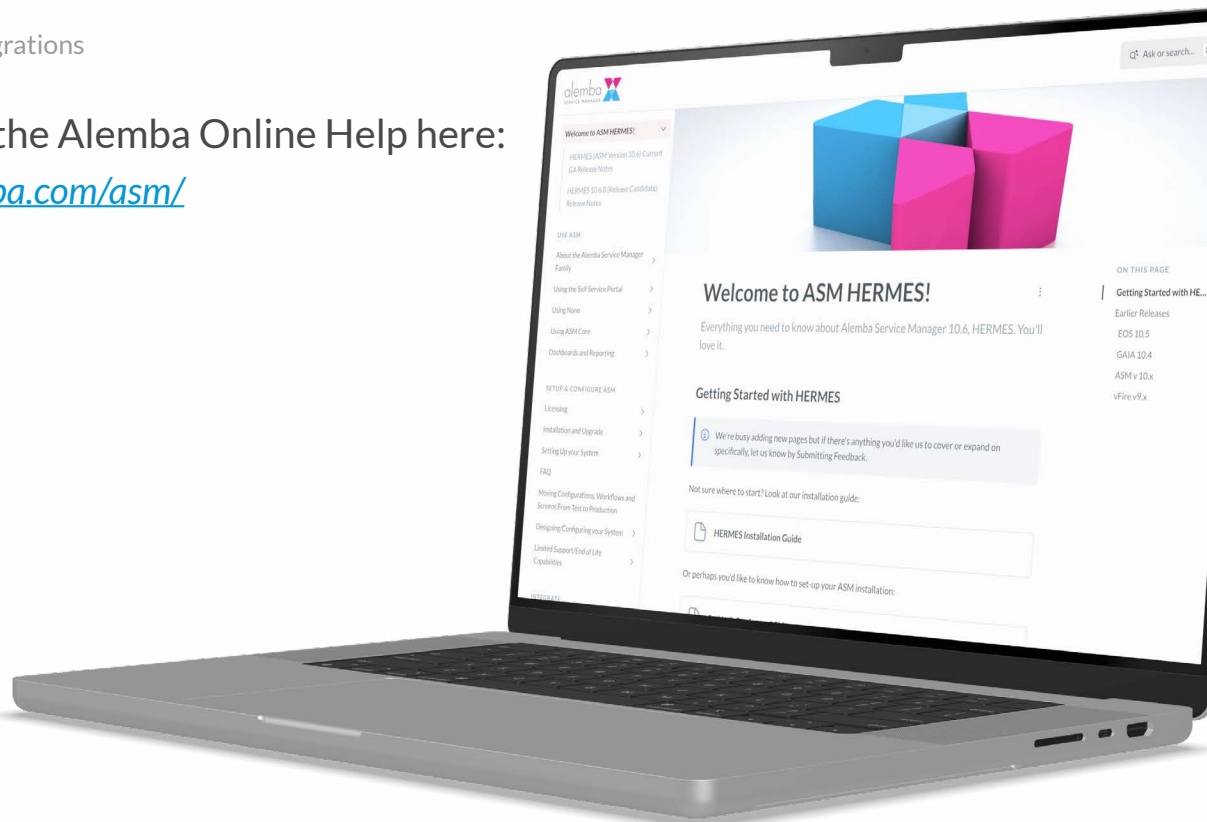 grations
the Alemba Online Help here:
ba.com/asm/
alemba
SERVICE MANAGER
Ask or search...
Welcome to ASM HERMES!
HERMES (ASM Version 10.6) Current
GA Release Notes
HERMES 10.6.8 (Release Candidate)
Release Notes
USE ASM
About the Alemba Service Manager
Family
Using the Self Service Portal
Using Nano
Using ASM Core
Dashboards and Reporting
SETUP & CONFIGURE ASM
Licensing
Installation and Upgrade
Setting Up your System
FAQ
Moving Configurations, Workflows and
Screens From Test to Production
Designing/Configuring your System
Limited Support/End of Life
Capabilities
INTEGRATE
Welcome to ASM HERMES!
Everything you need to know about Alemba Service Manager 10.6, HERMES. You'll
love it.
Getting Started with HERMES
We're busy adding new pages but if there's anything you'd like us to cover or expand on
specifically, let us know by Submitting Feedback.
Not sure where to start? Look at our installation guide:
HERMES Installation Guide
Or perhaps you'd like to know how to set-up your ASM installation:
ON THIS PAGE
Getting Started with HE...
Earlier Releases
EOS 10.5
GAIA 10.4
ASM v 10.x
vFire v9.x